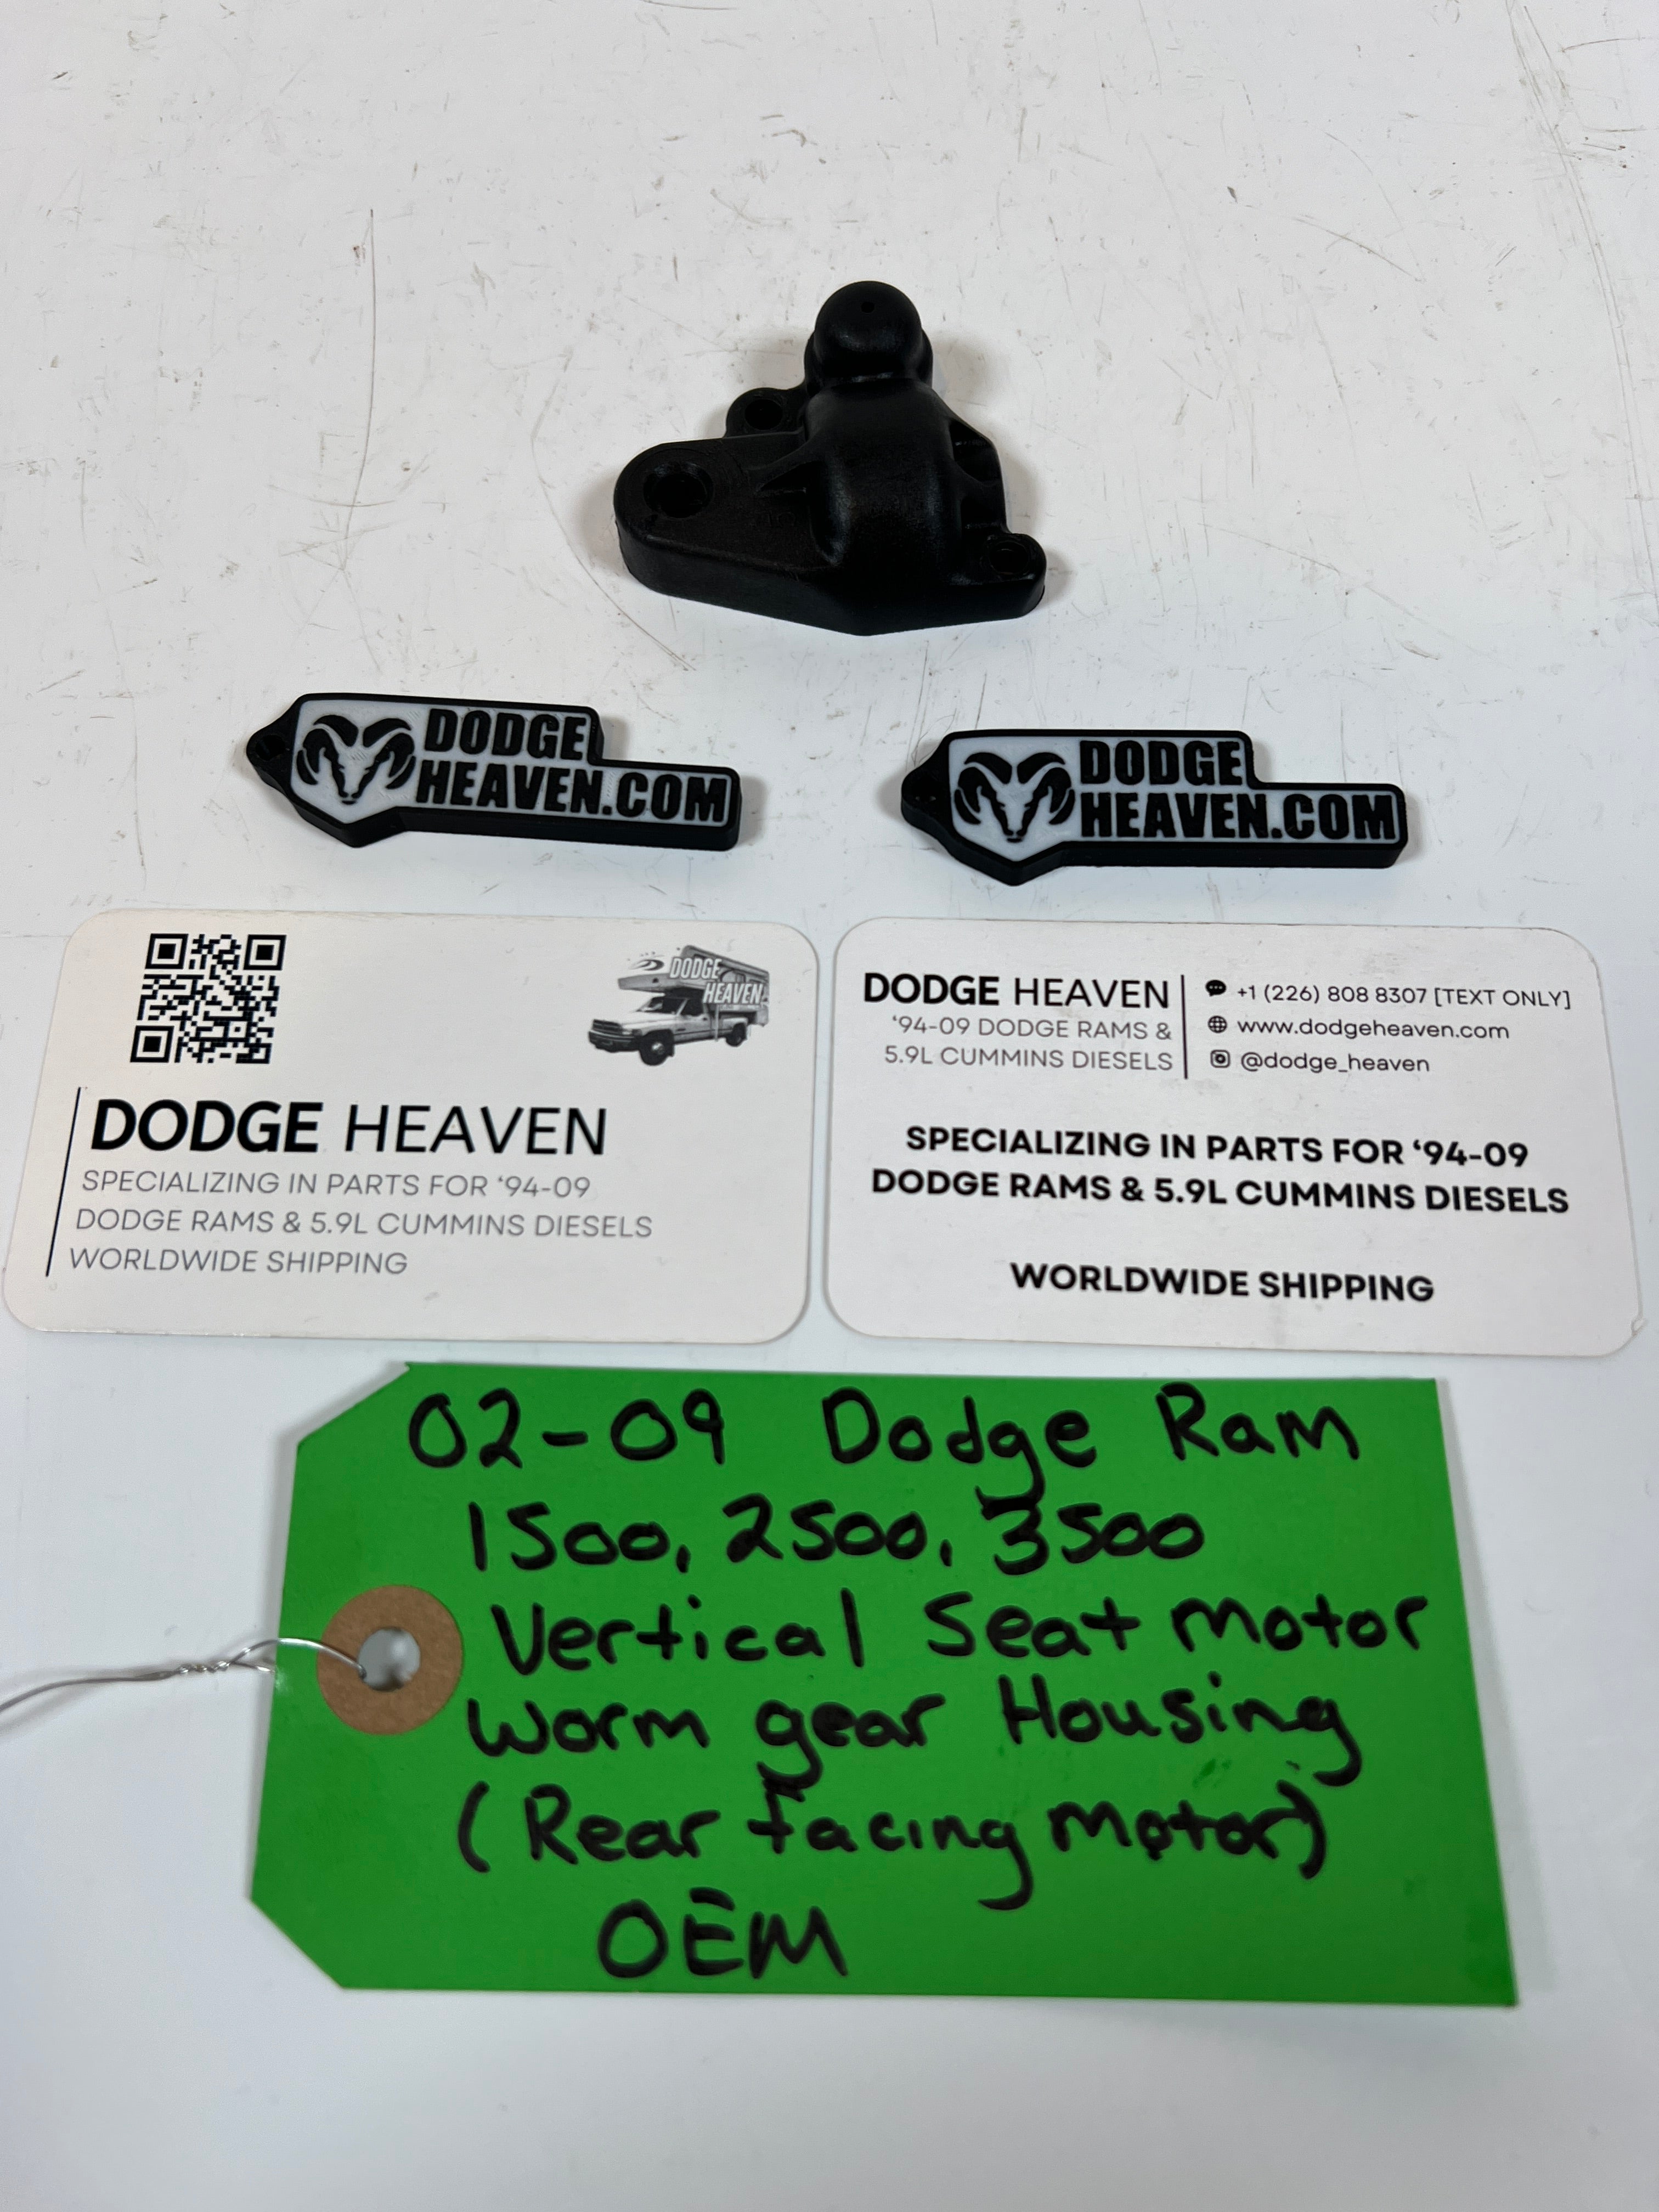 DODGE
HEAVEN.COM
DODGE
HEAVEN.COM
DODGE
HEAVEN
DODGE HEAVEN
SPECIALIZING IN PARTS FOR ‘94-09
DODGE RAMS & 5.9L CUMMINS DIESELS
WORLDWIDE SHIPPING
DODGE HEAVEN
‘94-09 DODGE RAMS &
5.9L CUMMINS DIESELS
+1 (226) 808 8307 [TEXT ONLY]
www.dodgeheaven.com
@dodge_heaven
SPECIALIZING IN PARTS FOR ‘94-09
DODGE RAMS & 5.9L CUMMINS DIESELS
WORLDWIDE SHIPPING
02-09 Dodge Ram
1500, 2500, 3500
Vertical Seat Motor
Worm gear Housing
(Rear facing motor)
OEM